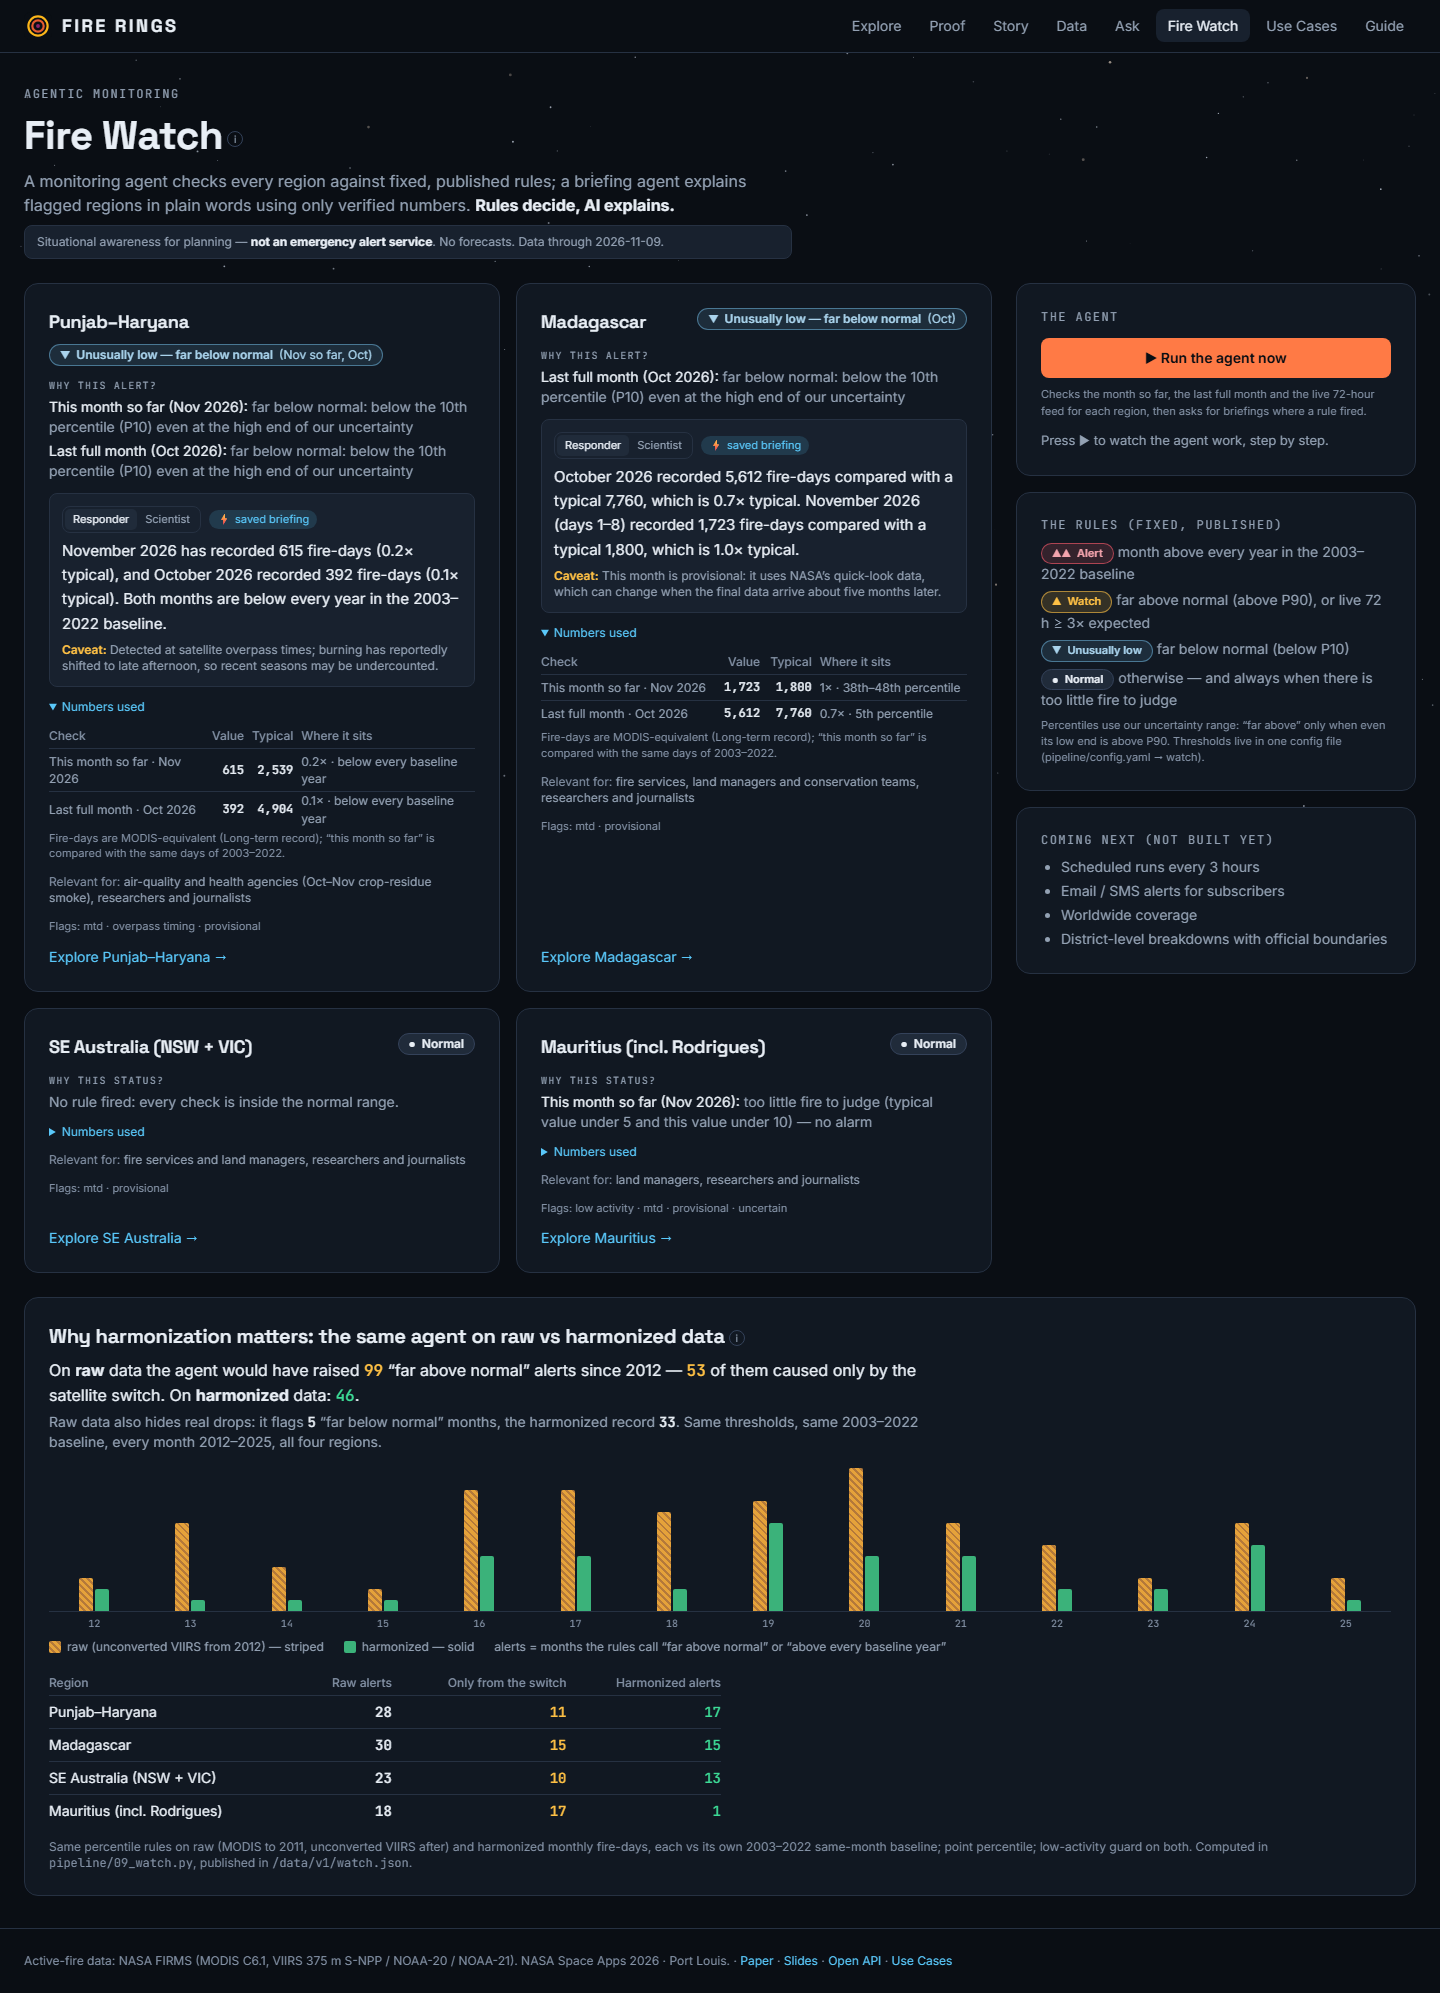 FIRE RINGS
Explore Proof Story Data Ask Fire Watch Use Cases Guide
AGENTIC MONITORING
Fire Watch i
A monitoring agent checks every region against fixed, published rules; a briefing agent explains
flagged regions in plain words using only verified numbers. Rules decide, AI explains.
Situational awareness for planning — not an emergency alert service. No forecasts. Data through 2026-11-09.
Punjab–Haryana
▼ Unusually low — far below normal (Nov so far, Oct)
WHY THIS ALERT?
This month so far (Nov 2026): far below normal: below the 10th
percentile (P10) even at the high end of our uncertainty
Last full month (Oct 2026): far below normal: below the 10th
percentile (P10) even at the high end of our uncertainty
Responder Scientist saved briefing
November 2026 has recorded 615 fire-days (0.2×
typical), and October 2026 recorded 392 fire-days (0.1×
typical). Both months are below every year in the 2003–
2022 baseline.
Caveat: Detected at satellite overpass times; burning has reportedly
shifted to late afternoon, so recent seasons may be undercounted.
▼ Numbers used
Check Value Typical Where it sits
This month so far · Nov
2026 615 2,539 0.2× · below every baseline
year
Last full month · Oct 2026 392 4,904 0.1× · below every baseline
year
Fire-days are MODIS-equivalent (Long-term record); “this month so far” is
compared with the same days of 2003–2022.
Relevant for: air-quality and health agencies (Oct–Nov crop-residue
smoke), researchers and journalists
Flags: mtd · overpass timing · provisional
Explore Punjab–Haryana →
Madagascar
▼ Unusually low — far below normal (Oct)
WHY THIS ALERT?
Last full month (Oct 2026): far below normal: below the 10th
percentile (P10) even at the high end of our uncertainty
Responder Scientist saved briefing
October 2026 recorded 5,612 fire-days compared with a
typical 7,760, which is 0.7× typical. November 2026
(days 1–8) recorded 1,723 fire-days compared with a
typical 1,800, which is 1.0× typical.
Caveat: This month is provisional: it uses NASA’s quick-look data,
which can change when the final data arrive about five months later.
▼ Numbers used
Check Value Typical Where it sits
This month so far · Nov 2026 1,723 1,800 1× · 38th–48th percentile
Last full month · Oct 2026 5,612 7,760 0.7× · 5th percentile
Fire-days are MODIS-equivalent (Long-term record); “this month so far” is
compared with the same days of 2003–2022.
Relevant for: fire services, land managers and conservation teams,
researchers and journalists
Flags: mtd · provisional
Explore Madagascar →
THE AGENT
▶ Run the agent now
Checks the month so far, the last full month and the live 72-hour
feed for each region, then asks for briefings where a rule fired.
Press ▶ to watch the agent work, step by step.
THE RULES (FIXED, PUBLISHED)
▲▲ Alert month above every year in the 2003–
2022 baseline
▲ Watch far above normal (above P90), or live 72
h ≥ 3× expected
▼ Unusually low far below normal (below P10)
● Normal otherwise — and always when there is
too little fire to judge
Percentiles use our uncertainty range: “far above” only when even
its low end is above P90. Thresholds live in one config file
(pipeline/config.yaml → watch).
COMING NEXT (NOT BUILT YET)
• Scheduled runs every 3 hours
• Email / SMS alerts for subscribers
• Worldwide coverage
• District-level breakdowns with official boundaries
SE Australia (NSW + VIC)
● Normal
WHY THIS STATUS?
No rule fired: every check is inside the normal range.
▶ Numbers used
Relevant for: fire services and land managers, researchers and journalists
Flags: mtd · provisional
Explore SE Australia →
Mauritius (incl. Rodrigues)
● Normal
WHY THIS STATUS?
This month so far (Nov 2026): too little fire to judge (typical
value under 5 and this value under 10) — no alarm
▶ Numbers used
Relevant for: land managers, researchers and journalists
Flags: low activity · mtd · provisional · uncertain
Explore Mauritius →
Why harmonization matters: the same agent on raw vs harmonized data i
On raw data the agent would have raised 99 “far above normal” alerts since 2012 — 53 of them caused only by the
satellite switch. On harmonized data: 46.
Raw data also hides real drops: it flags 5 “far below normal” months, the harmonized record 33. Same thresholds, same 2003–2022
baseline, every month 2012–2025, all four regions.
12 13 14 15 16 17 18 19 20 21 22 23 24 25
raw (unconverted VIIRS from 2012) — striped harmonized — solid alerts = months the rules call “far above normal” or “above every baseline year”
Region Raw alerts Only from the switch Harmonized alerts
Punjab–Haryana 28 11 17
Madagascar 30 15 15
SE Australia (NSW + VIC) 23 10 13
Mauritius (incl. Rodrigues) 18 17 1
Same percentile rules on raw (MODIS to 2011, unconverted VIIRS after) and harmonized monthly fire-days, each vs its own 2003–2022 same-month baseline; point percentile; low-activity guard on both. Computed in
pipeline/09_watch.py, published in /data/v1/watch.json.
Active-fire data: NASA FIRMS (MODIS C6.1, VIIRS 375 m S-NPP / NOAA-20 / NOAA-21). NASA Space Apps 2026 · Port Louis. · Paper · Slides · Open API · Use Cases